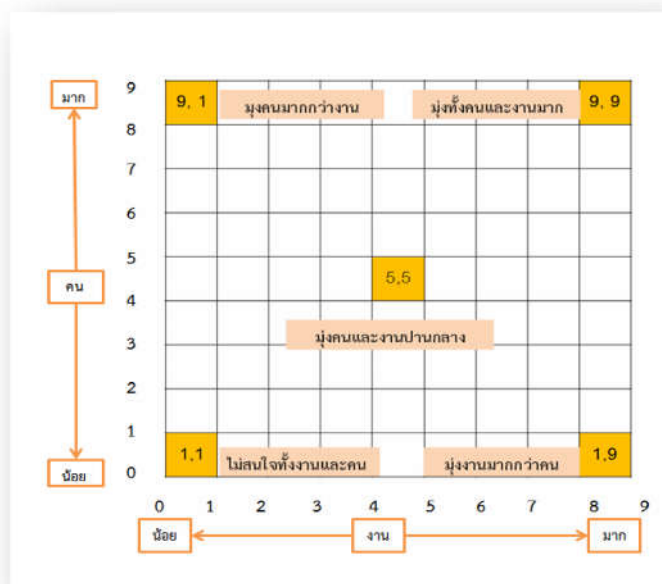 มาก 9 9, 1 มุงคนมากกว่างาน มุ่งทั้งคนและงานมาก 9, 9
8
7
6
5
5,5
คน
4
3 มุ่งคนและงานปานกลาง
2
1
1,1 ไม่สนใจทั้งงานและคน มุ่งงานมากกว่าคน 1,9
น้อย 0
0 1 2 3 4 5 6 7 8 9
น้อย งาน มาก